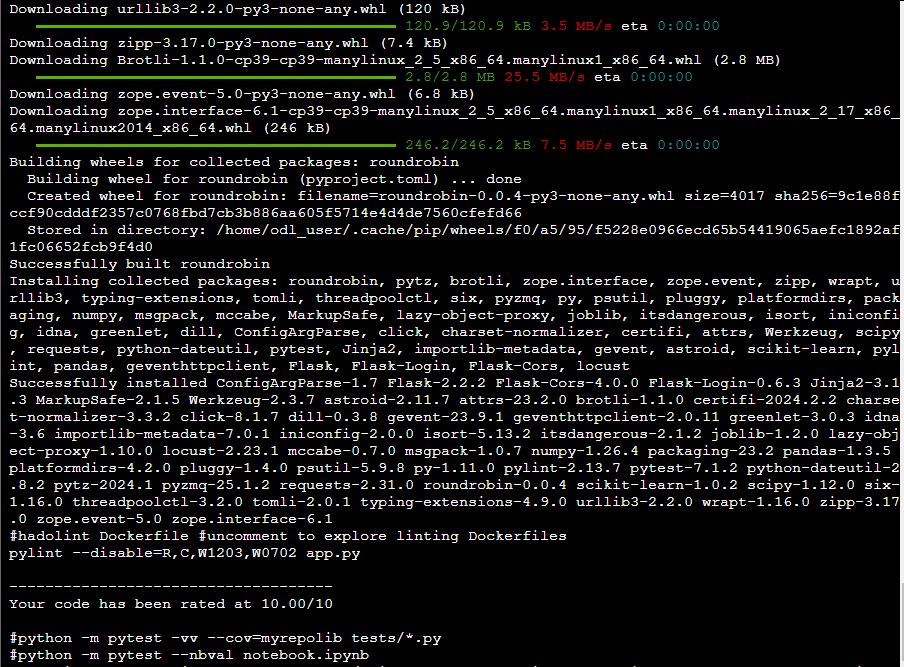 Downloading urllib3-2.2.0-py3-none-any.whl (120 kB)
120.9/120.9 kB 3.5 MB/s eta 0:00:00
Downloading zipp-3.17.0-py3-none-any.whl (7.4 kB)
Downloading Brotli-1.1.0-cp39-cp39-manylinux_2_5_x86_64.manylinux1_x86_64.whl (2.8 MB)
2.8/2.8 MB 25.5 MB/s eta 0:00:00
Downloading zope.event-5.0-py3-none-any.whl (6.8 kB)
Downloading zope.interface-6.1-cp39-cp39-manylinux_2_5_x86_64.manylinux1_x86_64.manylinux_2_17_x86_
64.manylinux2014_x86_64.whl (246 kB)
246.2/246.2 kB 7.5 MB/s eta 0:00:00
Building wheels for collected packages: roundrobin
Building wheel for roundrobin (pyproject.toml) ... done
Created wheel for roundrobin: filename=roundrobin-0.0.4-py3-none-any.whl size=4017 sha256=9c1e88f
ccf90cdddf2357c0768fbd7cb3b886aa605f5714e4d4de7560cfefd66
Stored in directory: /home/odl_user/.cache/pip/wheels/f0/a5/95/f5228e0966ecd65b54419065aefc1892af
1fc06652fcb9f4d0
Successfully built roundrobin
Installing collected packages: roundrobin, pytz, brotli, zope.interface, zope.event, zipp, wrapt, u
rllib3, typing-extensions, tomli, threadpoolctl, six, pyzmq, py, psutil, pluggy, platformdirs, pack
aging, numpy, msgpack, mccabe, MarkupSafe, lazy-object-proxy, joblib, itsdangerous, isort, iniconfi
g, idna, greenlet, dill, ConfigArgParse, click, charset-normalizer, certifi, attrs, Werkzeug, scipy
, requests, python-dateutil, pytest, Jinja2, importlib-metadata, gevent, astroid, scikit-learn, pyl
int, pandas, geventhttpclient, Flask, Flask-Login, Flask-Cors, locust
Successfully installed ConfigArgParse-1.7 Flask-2.2.2 Flask-Cors-4.0.0 Flask-Login-0.6.3 Jinja2-3.1
.3 MarkupSafe-2.1.5 Werkzeug-2.3.7 astroid-2.11.7 attrs-23.2.0 brotli-1.1.0 certifi-2024.2.2 charse
t-normalizer-3.3.2 click-8.1.7 dill-0.3.8 gevent-23.9.1 geventhttpclient-2.0.11 greenlet-3.0.3 idna
-3.6 importlib-metadata-7.0.1 iniconfig-2.0.0 isort-5.13.2 itsdangerous-2.1.2 joblib-1.2.0 lazy-obj
ect-proxy-1.10.0 locust-2.23.1 mccabe-0.7.0 msgpack-1.0.7 numpy-1.26.4 packaging-23.2 pandas-1.3.5
platformdirs-4.2.0 pluggy-1.4.0 psutil-5.9.8 py-1.11.0 pylint-2.13.7 pytest-7.1.2 python-dateutil-2
.8.2 pytz-2024.1 pyzmq-25.1.2 requests-2.31.0 roundrobin-0.0.4 scikit-learn-1.0.2 scipy-1.12.0 six-
1.16.0 threadpoolctl-3.2.0 tomli-2.0.1 typing-extensions-4.9.0 urllib3-2.2.0 wrapt-1.16.0 zipp-3.17
.0 zope.event-5.0 zope.interface-6.1
#hadolint Dockerfile #uncomment to explore linting Dockerfiles
pylint --disable=R,C,W1203,W0702 app.py
------------------------------------
Your code has been rated at 10.00/10
#python -m pytest -vv --cov=myrepolib tests/*.py
#python -m pytest --nbval notebook.ipynb